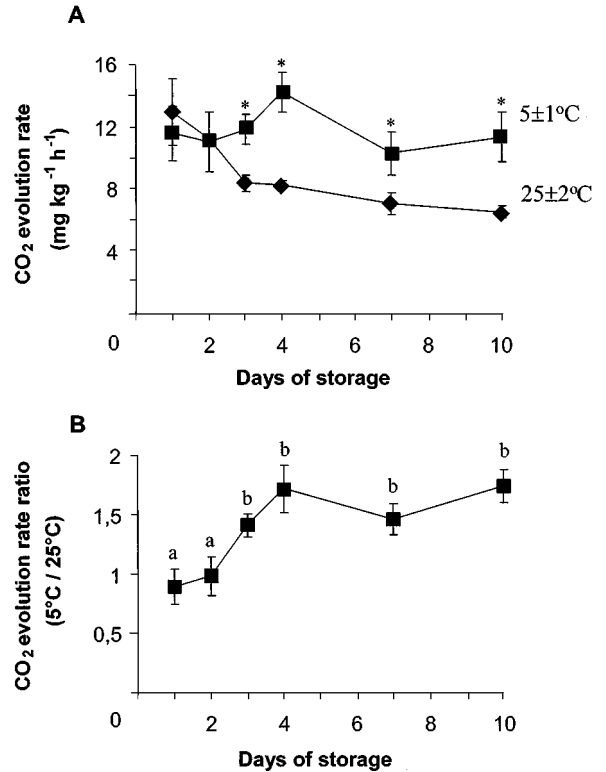 A
CO₂ evolution rate
(mg kg⁻¹ h⁻¹)
16
12
8
4
0
* * * *
5±1ºC
25±2ºC
2 4 6 8 10
Days of storage
B
CO₂ evolution rate ratio
(5°C / 25°C)
2
1,5
1
0,5
0
a a b b b b
2 4 6 8 10
Days of storage